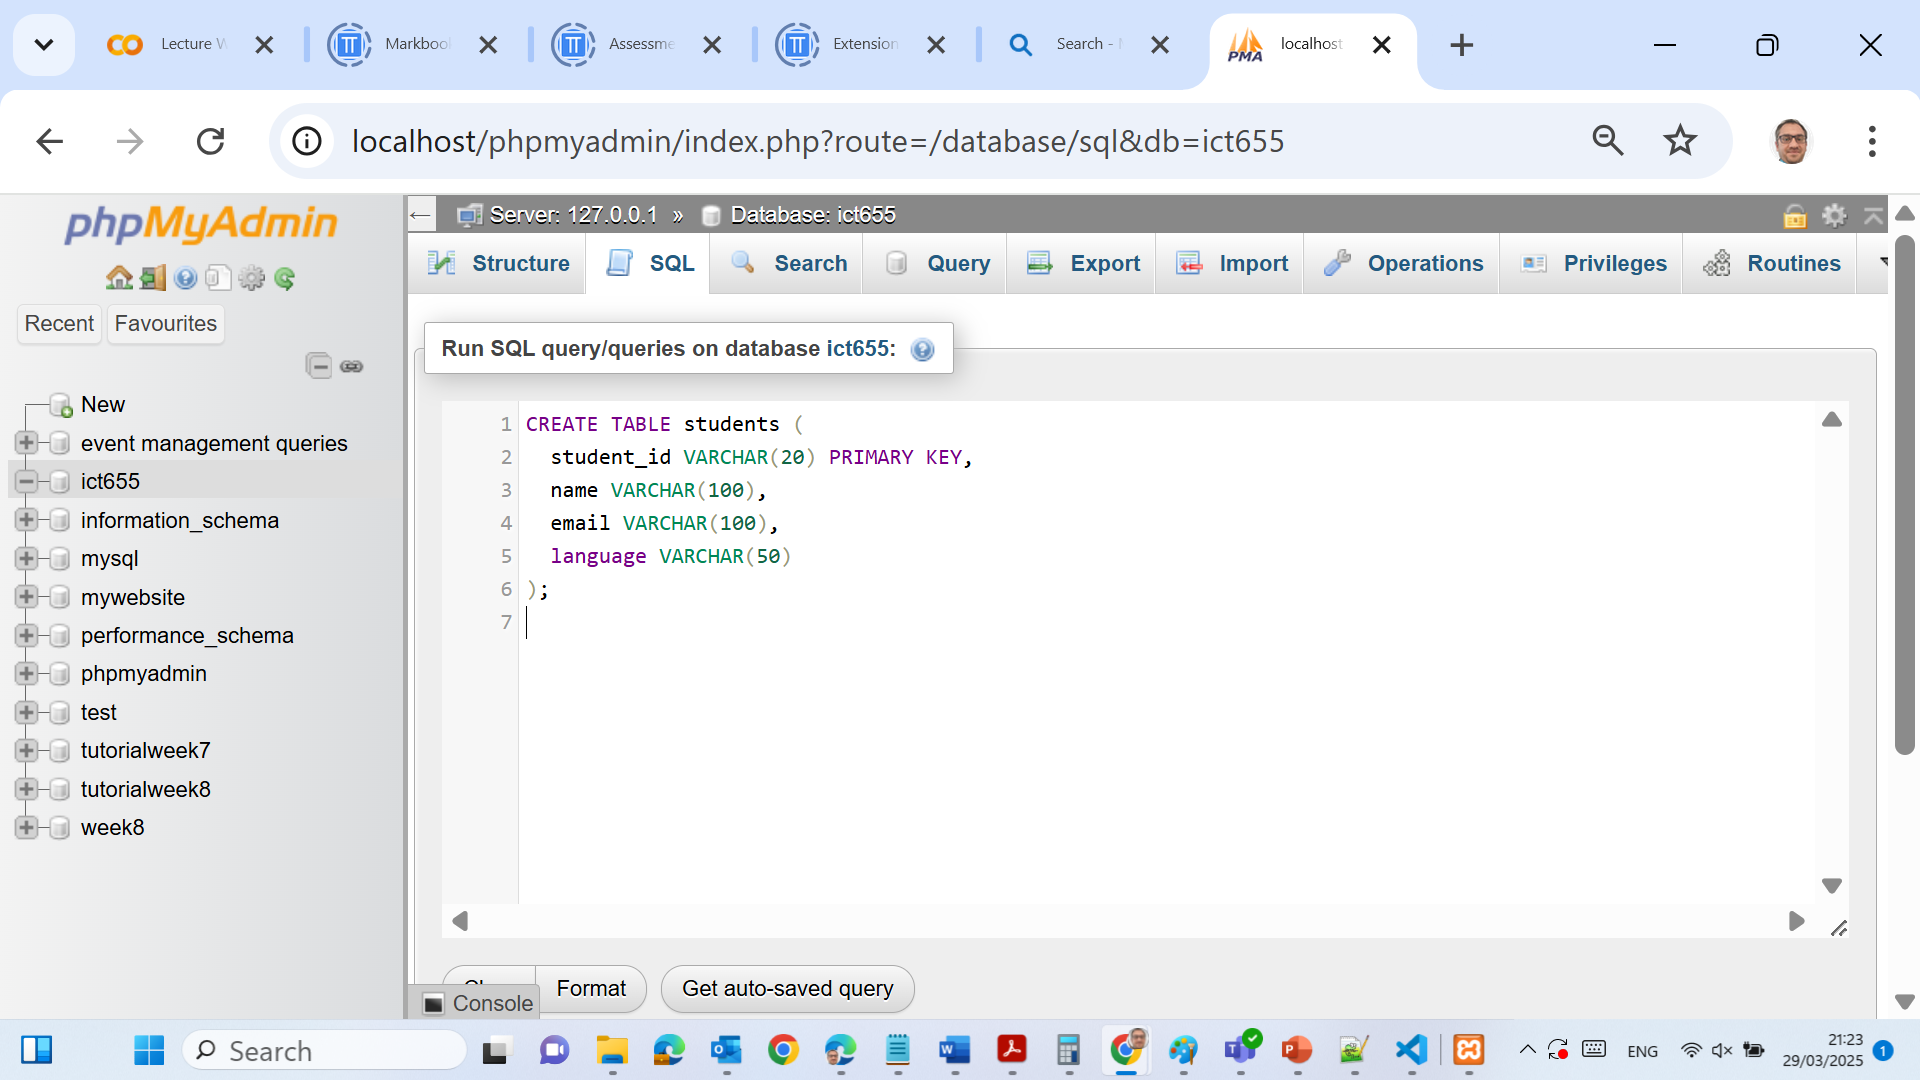 Lecture W
Markbool
Assessme
Extension
Search -
PMA
localhost
localhost/phpmyadmin/index.php?route=/database/sql&db=ict655
phpMyAdmin
Recent
Favourites
New
event management queries
ict655
information_schema
mysql
mywebsite
performance_schema
phpmyadmin
test
tutorialweek7
tutorialweek8
week8
Server: 127.0.0.1 » Database: ict655
Structure
SQL
Search
Query
Export
Import
Operations
Privileges
Routines
Run SQL query/queries on database ict655:
1 CREATE TABLE students (
2 student_id VARCHAR(20) PRIMARY KEY,
3 name VARCHAR(100),
4 email VARCHAR(100),
5 language VARCHAR(50)
6 );
7
Format
Get auto-saved query
Console
Search
ENG
21:23
29/03/2025
1